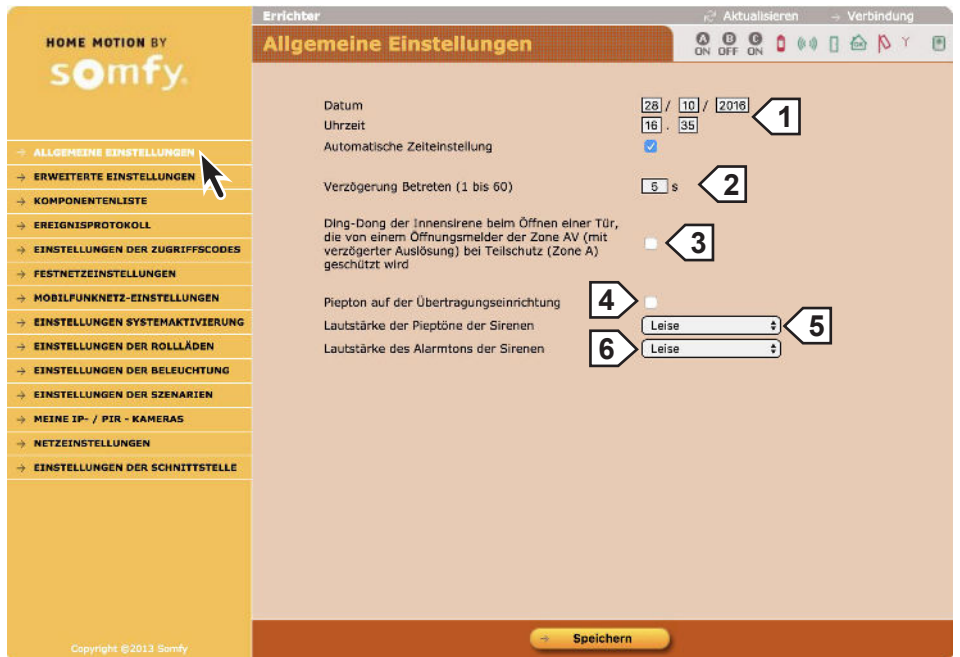 Errichter
Aktualisieren → Verbindung
HOME MOTION BY
somfy.
Allgemeine Einstellungen
A ON B OFF C ON
Datum 28 / 10 / 2016
1
Uhrzeit 16 . 35
Automatische Zeiteinstellung
Verzögerung Betreten (1 bis 60) 5 s
2
Ding-Dong der Innensirene beim Öffnen einer Tür,
die von einem Öffnungsmelder der Zone AV (mit
verzögerter Auslösung) bei Teilschutz (Zone A)
geschützt wird
3
Piepton auf der Übertragungseinrichtung
4
Lautstärke der Pieptöne der Sirenen Leise
5
Lautstärke des Alarmtons der Sirenen
6
Leise
→ ALLGEMEINE EINSTELLUNGEN
→ ERWEITERTE EINSTELLUNGEN
→ KOMPONENTENLISTE
→ EREIGNISPROTOKOLL
→ EINSTELLUNGEN DER ZUGRIFFSCODES
→ FESTNETZEINSTELLUNGEN
→ MOBILFUNKNETZ-EINSTELLUNGEN
→ EINSTELLUNGEN SYSTEMAKTIVIERUNG
→ EINSTELLUNGEN DER ROLLLÄDEN
→ EINSTELLUNGEN DER BELEUCHTUNG
→ EINSTELLUNGEN DER SZENARIEN
→ MEINE IP- / PIR - KAMERAS
→ NETZEINSTELLUNGEN
→ EINSTELLUNGEN DER SCHNITTSTELLE
→ Speichern
Copyright ©2013 Somfy